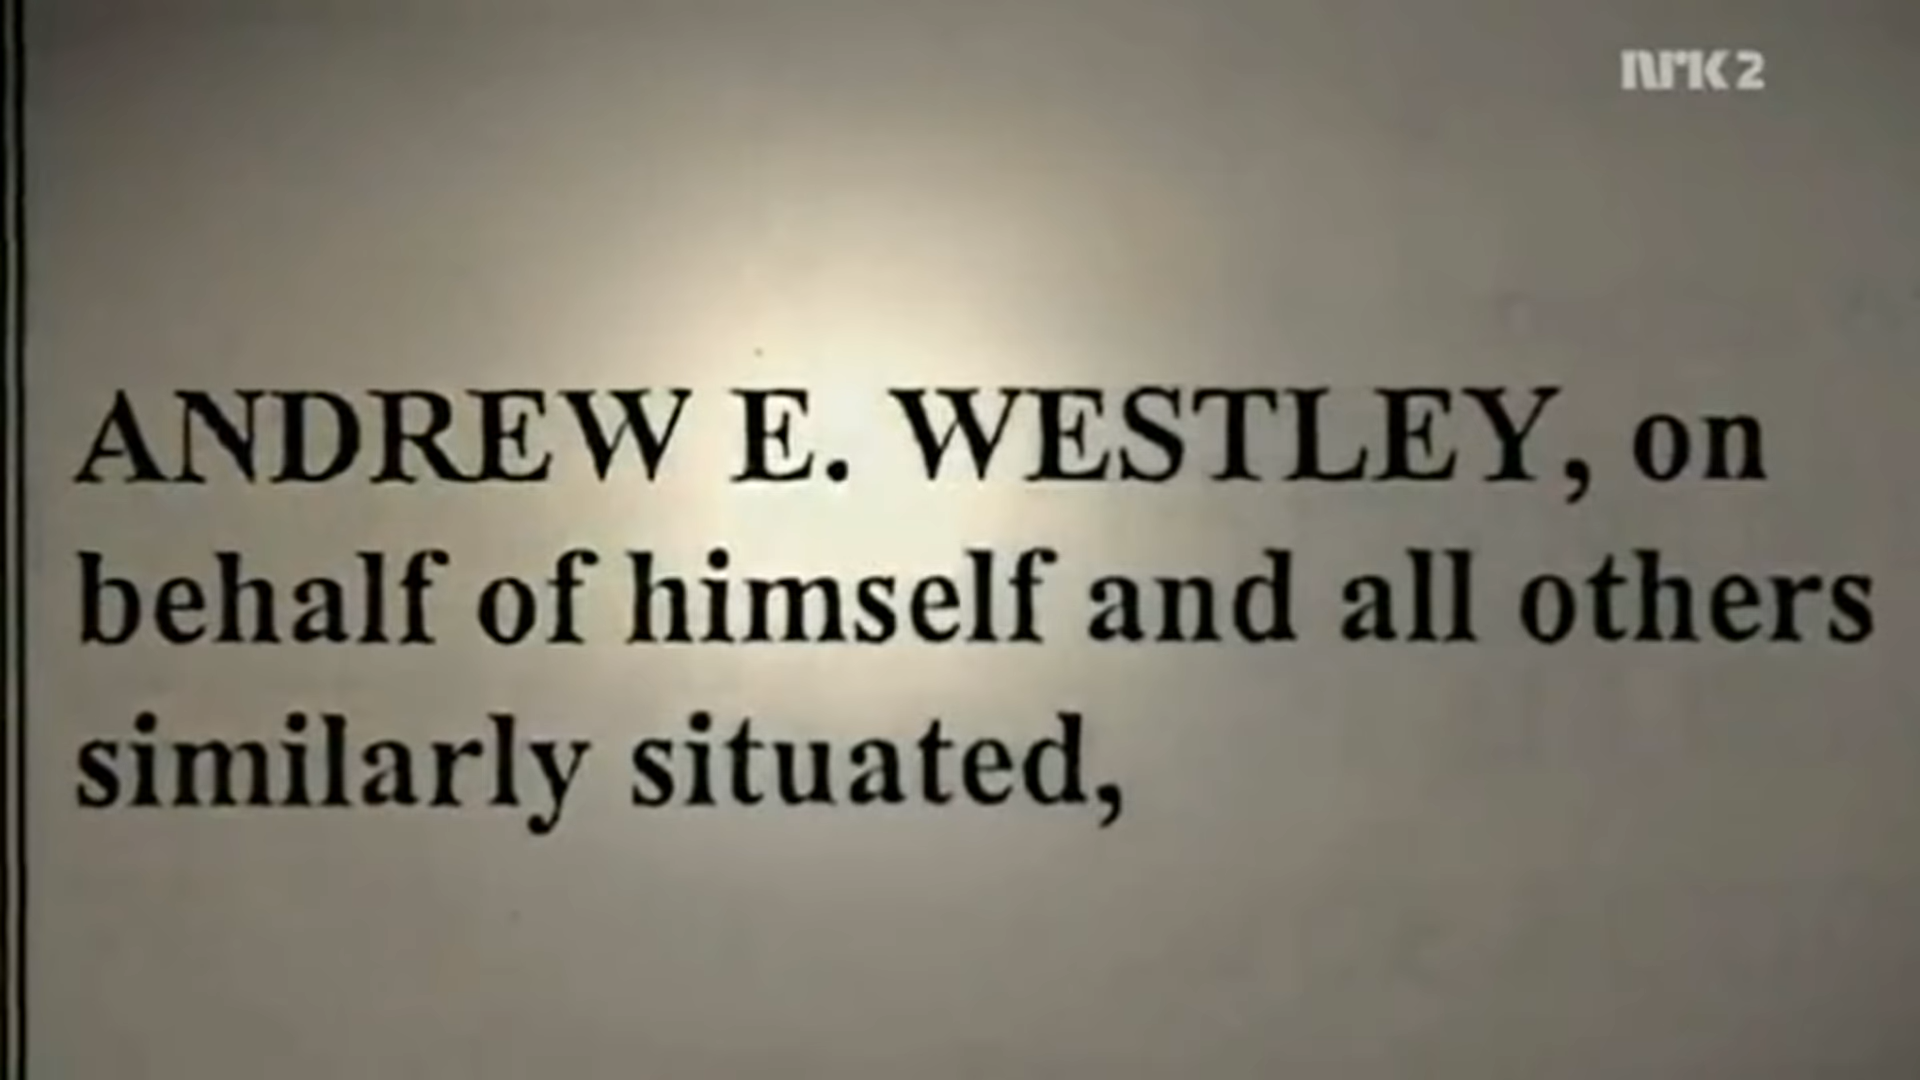 NRK2
ANDREW E. WESTLEY, on
behalf of himself and all others
similarly situated,